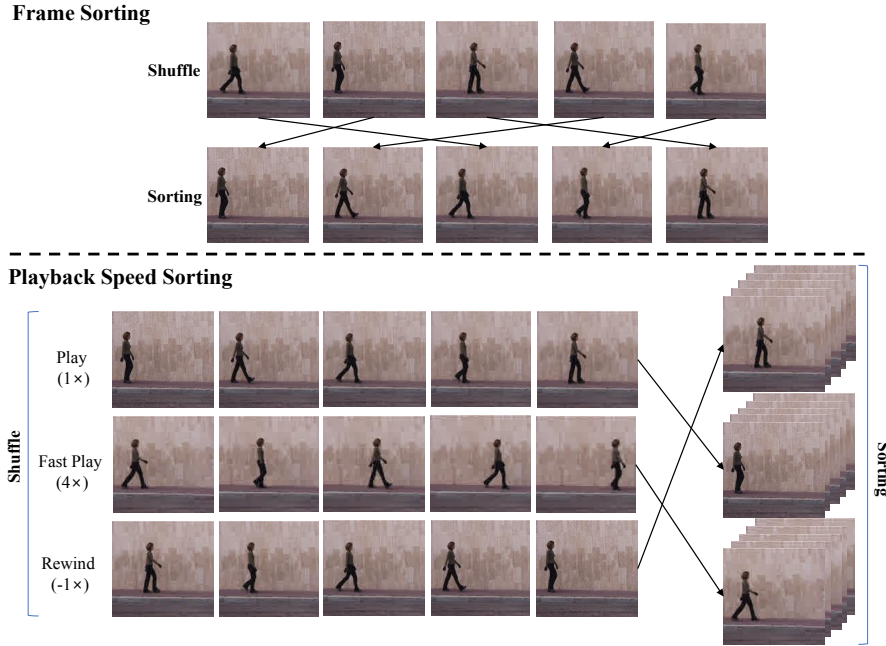 Frame Sorting
Shuffle
Sorting
Playback Speed Sorting
Shuffle
Play
(1×)
Fast Play
(4×)
Rewind
(-1×)
Sorting